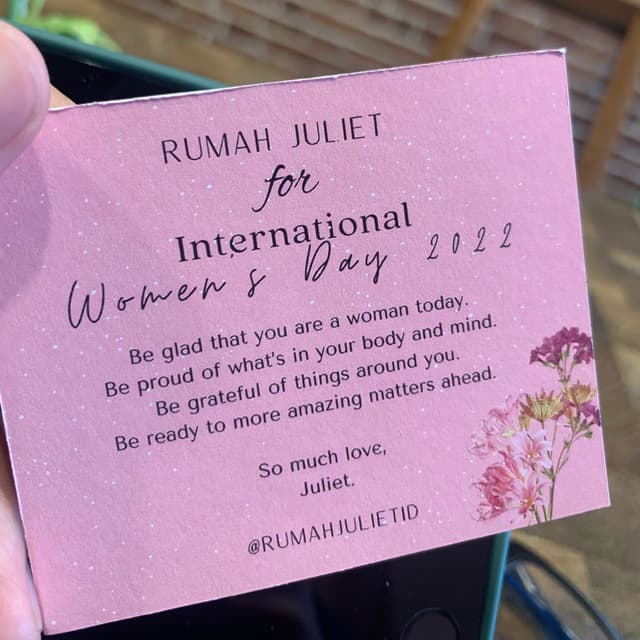 RUMAH JULIET
for
International
Women's Day 2022
Be glad that you are a woman today.
Be proud of what's in your body and mind.
Be grateful of things around you.
Be ready to more amazing matters ahead.
So much love,
Juliet.
@RUMAHJULIETID